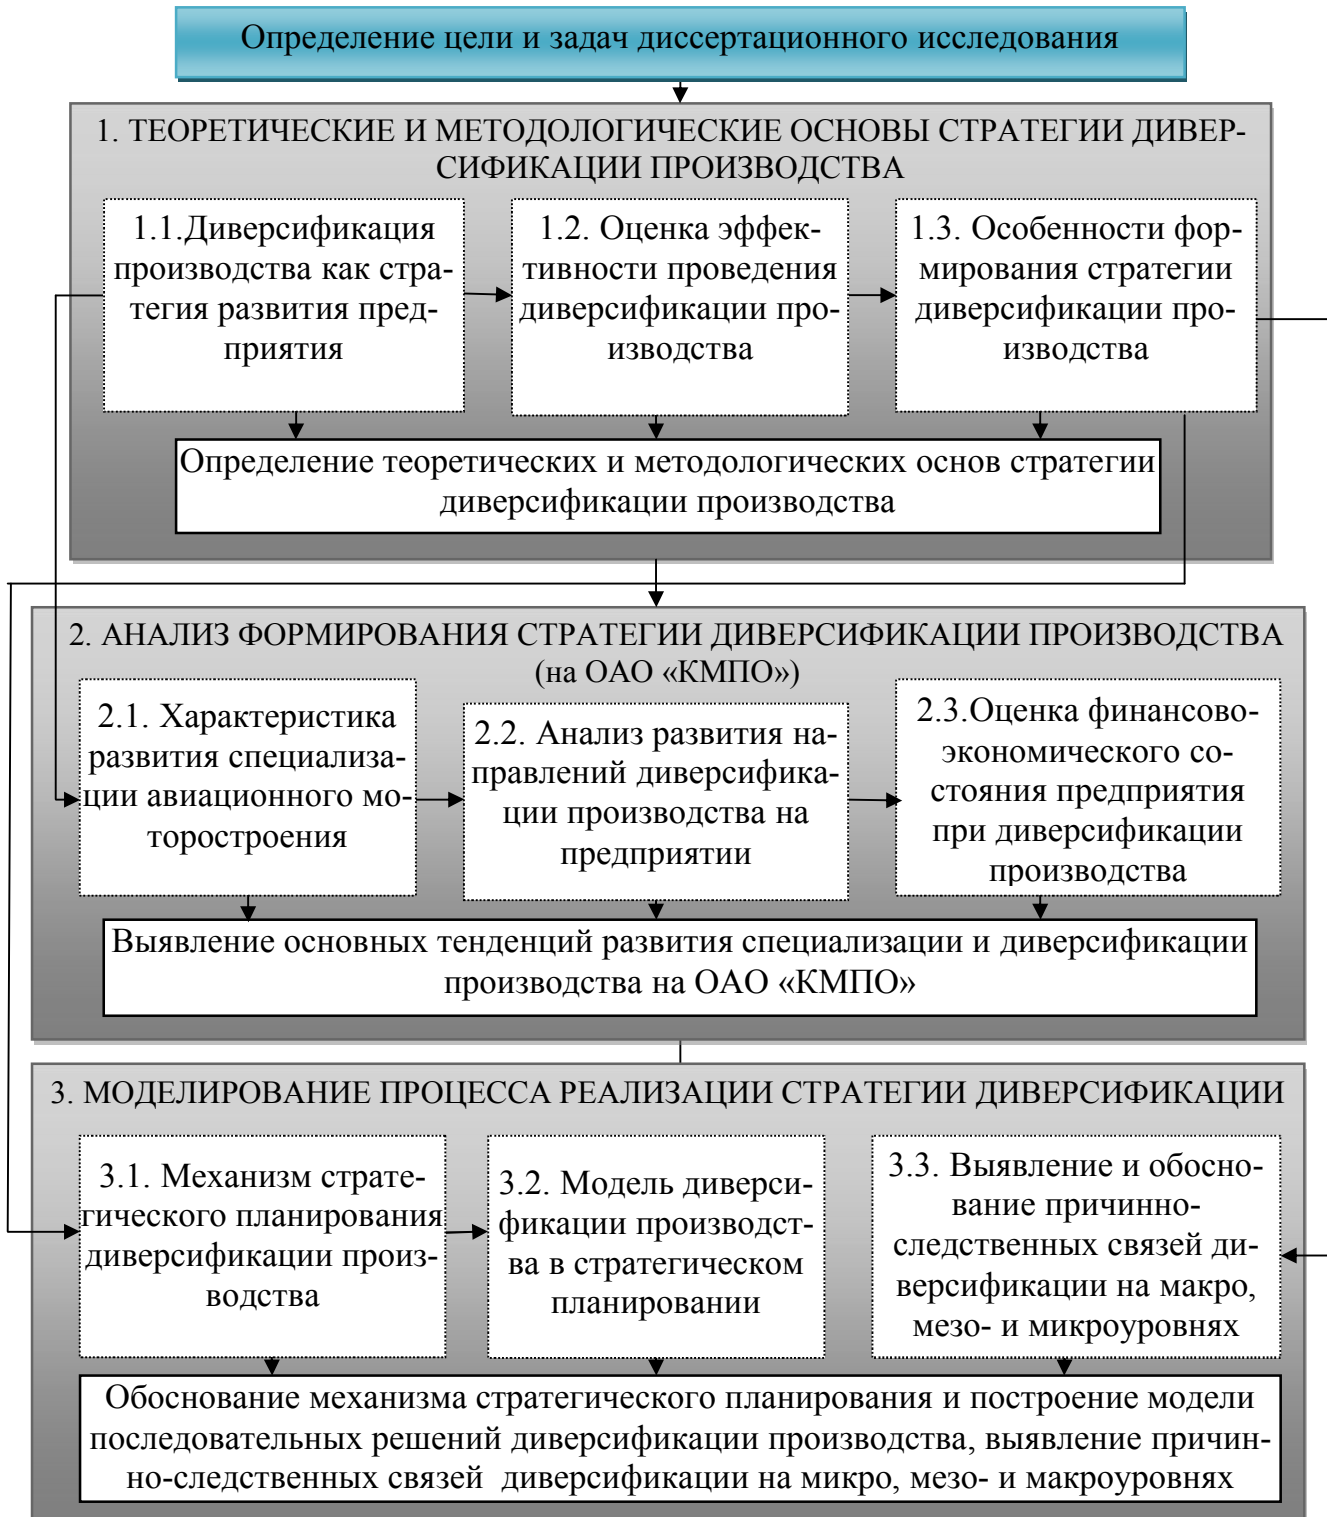 Определение цели и задач диссертационного исследования
1. ТЕОРЕТИЧЕСКИЕ И МЕТОДОЛОГИЧЕСКИЕ ОСНОВЫ СТРАТЕГИИ ДИВЕР-
СИФИКАЦИИ ПРОИЗВОДСТВА
1.1.Диверсификация
производства как стра-
тегия развития пред-
приятия
1.2. Оценка эффек-
тивности проведения
диверсификации про-
изводства
1.3. Особенности фор-
мирования стратегии
диверсификации про-
изводства
Определение теоретических и методологических основ стратегии
диверсификации производства
2. АНАЛИЗ ФОРМИРОВАНИЯ СТРАТЕГИИ ДИВЕРСИФИКАЦИИ ПРОИЗВОДСТВА
(на ОАО «КМПО»)
2.1. Характеристика
развития специализа-
ции авиационного мо-
торостроения
2.2. Анализ развития на-
правлений диверсифика-
ции производства на
предприятии
2.3.Оценка финансово-
экономического со-
стояния предприятия
при диверсификации
производства
Выявление основных тенденций развития специализации и диверсификации
производства на ОАО «КМПО»
3. МОДЕЛИРОВАНИЕ ПРОЦЕССА РЕАЛИЗАЦИИ СТРАТЕГИИ ДИВЕРСИФИКАЦИИ
3.1. Механизм страте-
гического планирования
диверсификации произ-
водства
3.2. Модель диверси-
фикации производст-
ва в стратегическом
планировании
3.3. Выявление и обосно-
вание причинно-
следственных связей ди-
версификации на макро,
мезо- и микроуровнях
Обоснование механизма стратегического планирования и построение модели
последовательных решений диверсификации производства, выявление причин-
но-следственных связей диверсификации на микро, мезо- и макроуровнях